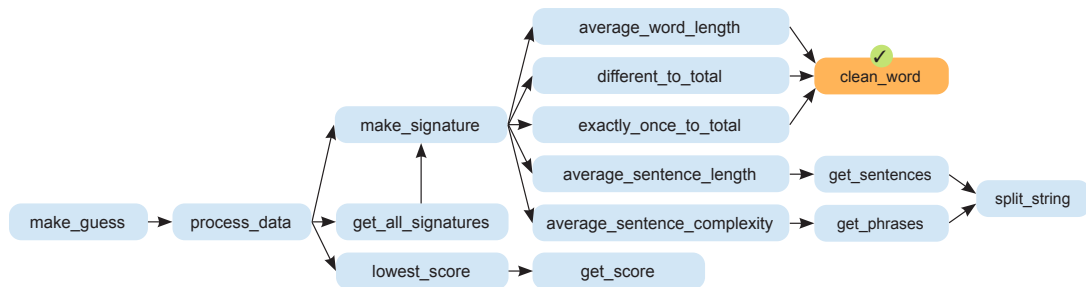 average_word_length
different_to_total
clean_word
make_signature
exactly_once_to_total
average_sentence_length
get_sentences
split_string
make_guess
process_data
get_all_signatures
average_sentence_complexity
get_phrases
lowest_score
get_score